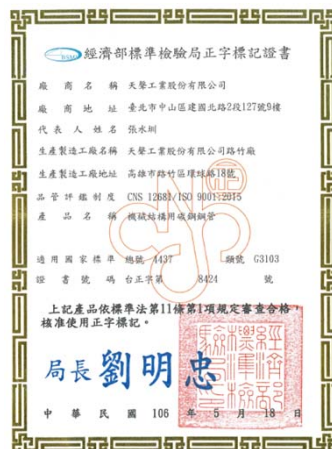 經濟部標準檢驗局正字標記證書
廠商名稱 天聲工業股份有限公司
廠商地址 臺北市中山區建國北路2段127號9樓
代表人姓名 張水圳
生產製造工廠名稱 天聲工業股份有限公司路竹廠
生產製造工廠地址 高雄市路竹區環球路18號
品管評鑑制度 CNS 12681/ISO 9001:2015
產品名稱 機械結構用碳鋼鋼管
適用國家標準 總號 4437 類號 G3103
證書號碼 台正字第 8424 號
上記產品依標準法第11條第1項規定審查合格,
核准使用正字標記。
局長 劉明忠
經濟部標準檢驗局
中華民國 106 年 5 月 18 日